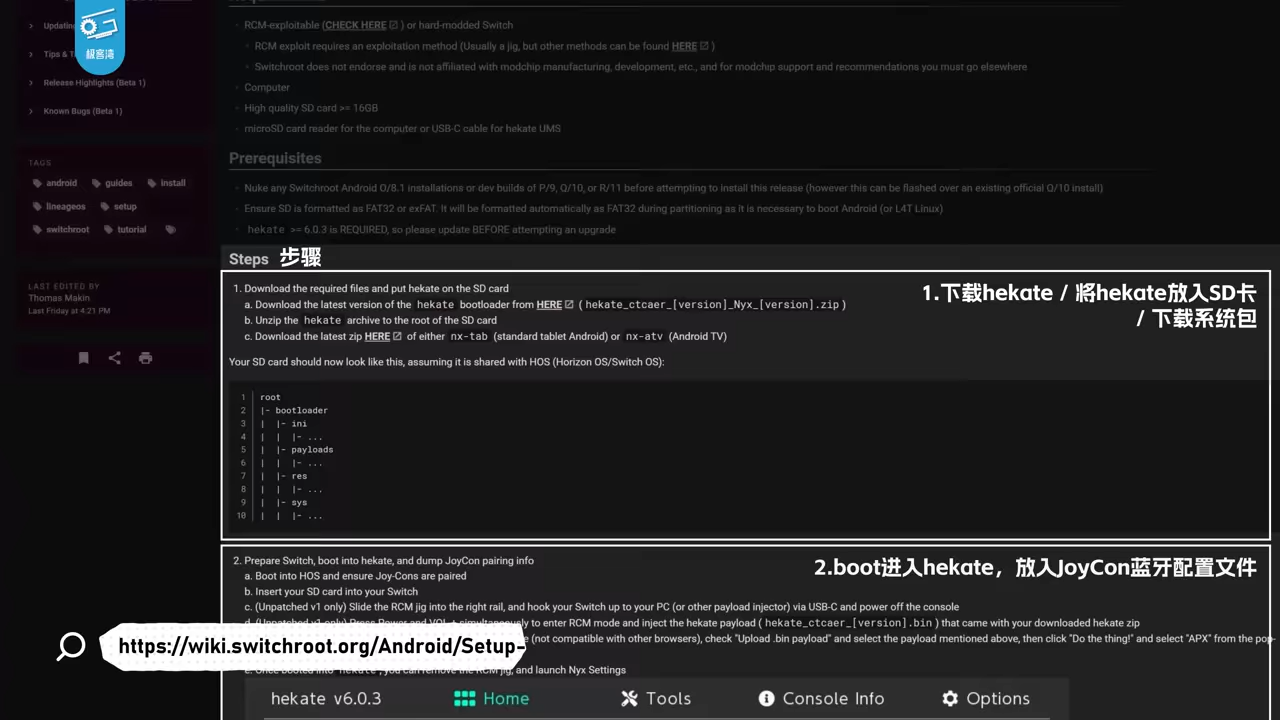 Updating
Tips & T
Release Highlights (Beta 1)
Known Bugs (Beta 1)
极客湾
TAGS
android guides install
lineageos setup
switchroot tutorial
LAST EDITED BY
Thomas Makin
Last Friday at 4:21 PM
RCM-exploitable (CHECK HERE) or hard-modded Switch
RCM exploit requires an exploitation method (Usually a jig, but other methods can be found HERE)
Switchroot does not endorse and is not affiliated with modchip manufacturing, development, etc., and for modchip support and recommendations you must go elsewhere
Computer
High quality SD card >= 16GB
microSD card reader for the computer or USB-C cable for hekate UMS
Prerequisites
Nuke any Switchroot Android O/8.1 installations or dev builds of P/9, Q/10, or R/11 before attempting to install this release (however this can be flashed over an existing official Q/10 install)
Ensure SD is formatted as FAT32 or exFAT. It will be formatted automatically as FAT32 during partitioning as it is necessary to boot Android (or L4T Linux)
hekate >= 6.0.3 is REQUIRED, so please update BEFORE attempting an upgrade
Steps 步骤
1. Download the required files and put hekate on the SD card
a. Download the latest version of the hekate bootloader from HERE (hekate_ctcaer_[version]_Nyx_[version].zip)
b. Unzip the hekate archive to the root of the SD card
c. Download the latest zip HERE of either nx-tab (standard tablet Android) or nx-atv (Android TV)
1.下载hekate / 將hekate放入SD卡
/ 下载系统包
Your SD card should now look like this, assuming it is shared with HOS (Horizon OS/Switch OS):
1 root
2 |- bootloader
3 | |- ini
4 | | |- ...
5 | |- payloads
6 | | |- ...
7 | |- res
8 | | |- ...
9 | |- sys
10 | | |- ...
2. Prepare Switch, boot into hekate, and dump JoyCon pairing info
2.boot进入hekate，放入JoyCon蓝牙配置文件
a. Boot into HOS and ensure Joy-Cons are paired
b. Insert your SD card into your Switch
c. (Unpatched v1 only) Slide the RCM jig into the right rail, and hook your Switch up to your PC (or other payload injector) via USB-C and power off the console
d. (Unpatched v1 only) Press Power and VOL + simultaneously to enter RCM mode and inject the hekate payload (hekate_ctcaer_[version].bin) that came with your downloaded hekate zip
(not compatible with other browsers), check "Upload .bin payload" and select the payload mentioned above, then click "Do the thing!" and select "APX" from the pop-
https://wiki.switchroot.org/Android/Setup-
e. Once booted into hekate, you can remove the RCM jig, and launch Nyx Settings
hekate v6.0.3 Home Tools Console Info Options